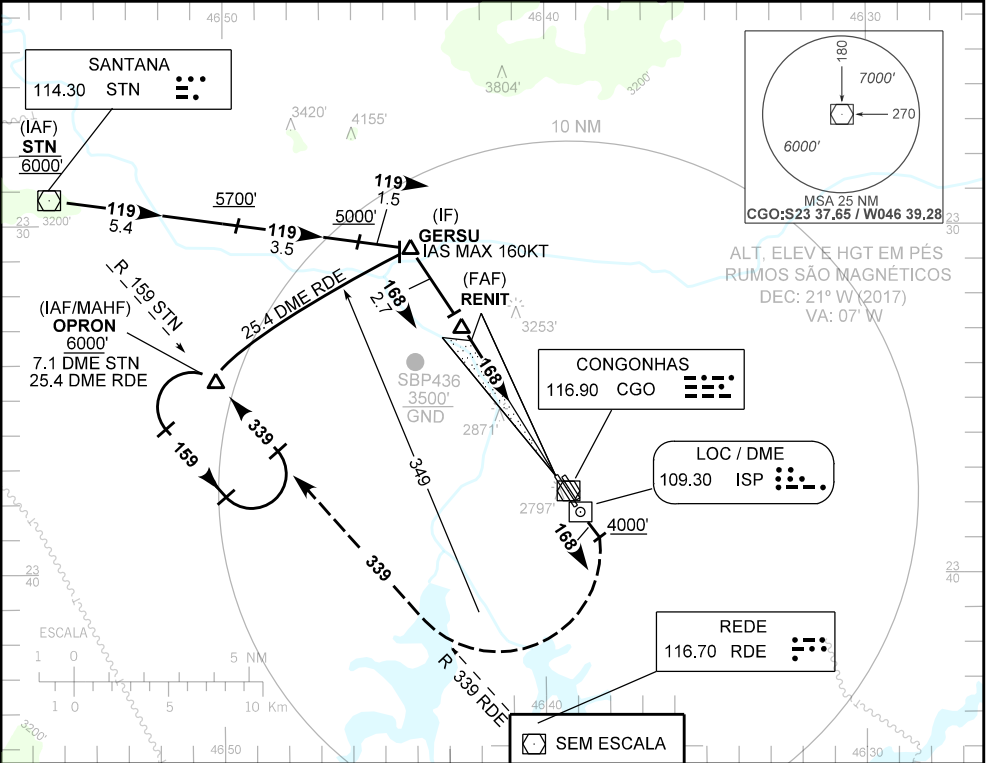 46 50
46 40
46 30
SANTANA
114.30 STN
(IAF)
STN
6000'
3200'
23
30
119
5.4
5700'
119
3.5
5000'
119
1.5
3420'
4155'
3804'
3200'
10 NM
180
7000'
270
6000'
MSA 25 NM
CGO:S23 37,65 / W046 39,28
23
30
ALT, ELEV E HGT EM PÉS
RUMOS SÃO MAGNÉTICOS
DEC: 21º W (2017)
VA: 07' W
(IF)
GERSU
IAS MAX 160KT
(FAF)
RENIT
168
2.7
3253'
R 159 STN
25.4 DME RDE
(IAF/MAHF)
OPRON
6000'
7.1 DME STN
25.4 DME RDE
SBP436
3500'
GND
168
2871'
CONGONHAS
116.90 CGO
LOC / DME
109.30 ISP
339
159
349
2797'
168
4000'
339
23
40
23
40
ESCALA
1 0 5 NM
1 0 5 10 Km
R 339 RDE
REDE
116.70 RDE
SEM ESCALA
3200'
46 50
46 40
46 30